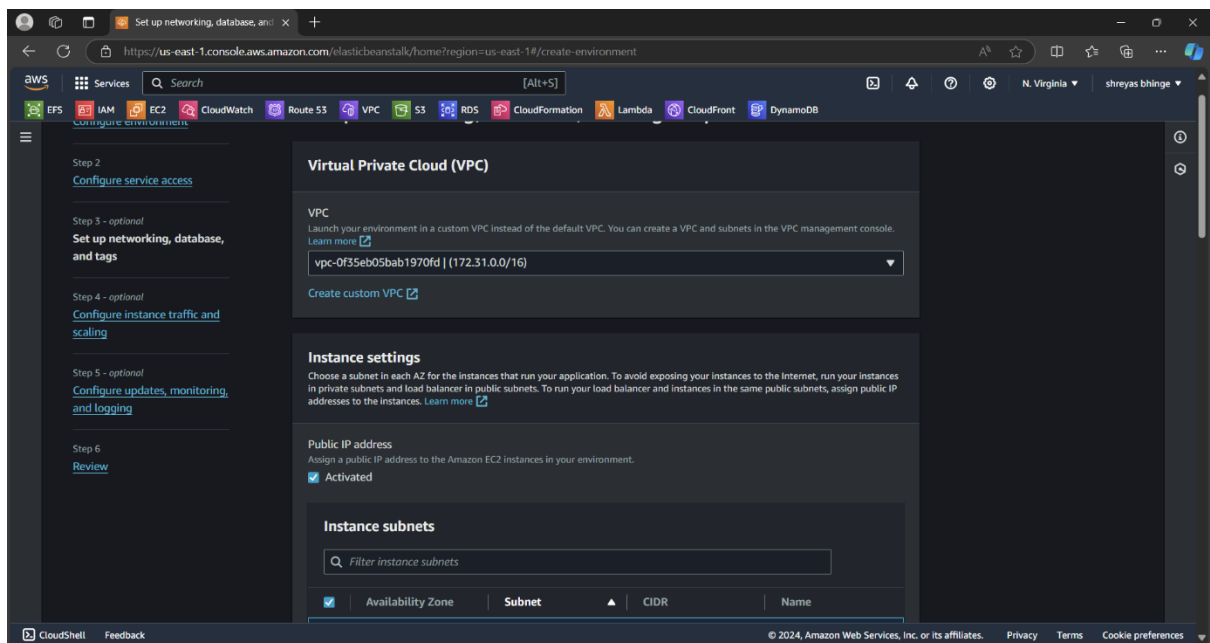 Set up networking, database, and
https://us-east-1.console.aws.amazon.com/elasticbeanstalk/home?region=us-east-1#/create-environment
aws
Services
Search
[Alt+S]
N. Virginia
shreyas bhinge
EFS IAM EC2 CloudWatch Route 53 VPC S3 RDS CloudFormation Lambda CloudFront DynamoDB
Configure environment
Step 2
Configure service access
Step 3 - optional
Set up networking, database,
and tags
Step 4 - optional
Configure instance traffic and
scaling
Step 5 - optional
Configure updates, monitoring,
and logging
Step 6
Review
Virtual Private Cloud (VPC)
VPC
Launch your environment in a custom VPC instead of the default VPC. You can create a VPC and subnets in the VPC management console.
Learn more
vpc-0f35eb05bab1970fd | (172.31.0.0/16)
Create custom VPC
Instance settings
Choose a subnet in each AZ for the instances that run your application. To avoid exposing your instances to the Internet, run your instances
in private subnets and load balancer in public subnets. To run your load balancer and instances in the same public subnets, assign public IP
addresses to the instances. Learn more
Public IP address
Assign a public IP address to the Amazon EC2 instances in your environment.
Activated
Instance subnets
Filter instance subnets
Availability Zone Subnet CIDR Name
CloudShell Feedback © 2024, Amazon Web Services, Inc. or its affiliates. Privacy Terms Cookie preferences